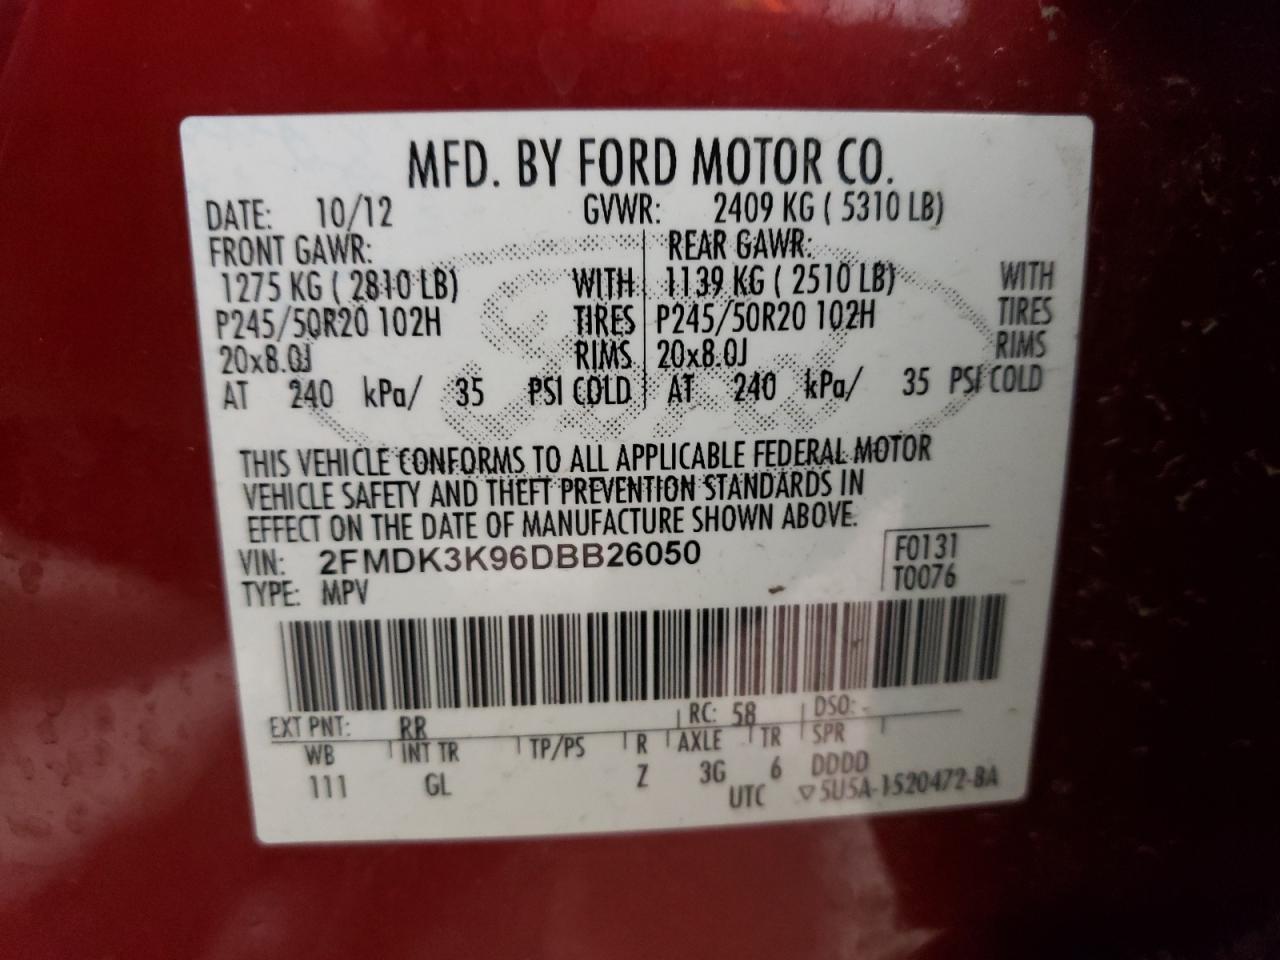 MFD. BY FORD MOTOR CO.
DATE: 10/12 GVWR: 2409 KG ( 5310 LB)
FRONT GAWR: REAR GAWR:
1275 KG ( 2810 LB) WITH 1139 KG ( 2510 LB) WITH
P245/50R20 102H TIRES P245/50R20 102H TIRES
20x8.0J RIMS 20x8.0J RIMS
AT 240 kPa/ 35 PSI COLD AT 240 kPa/ 35 PSI COLD
THIS VEHICLE CONFORMS TO ALL APPLICABLE FEDERAL MOTOR
VEHICLE SAFETY AND THEFT PREVENTION STANDARDS IN
EFFECT ON THE DATE OF MANUFACTURE SHOWN ABOVE.
VIN: 2FMDK3K96DBB26050 F0131
TYPE: MPV T0076
EXT PNT: RR RC: 58 DSO: -
WB INT TR TP/PS R AXLE TR SPR
111 GL Z 3G 6 DDDD
UTC ▽5U5A-1520472-BA